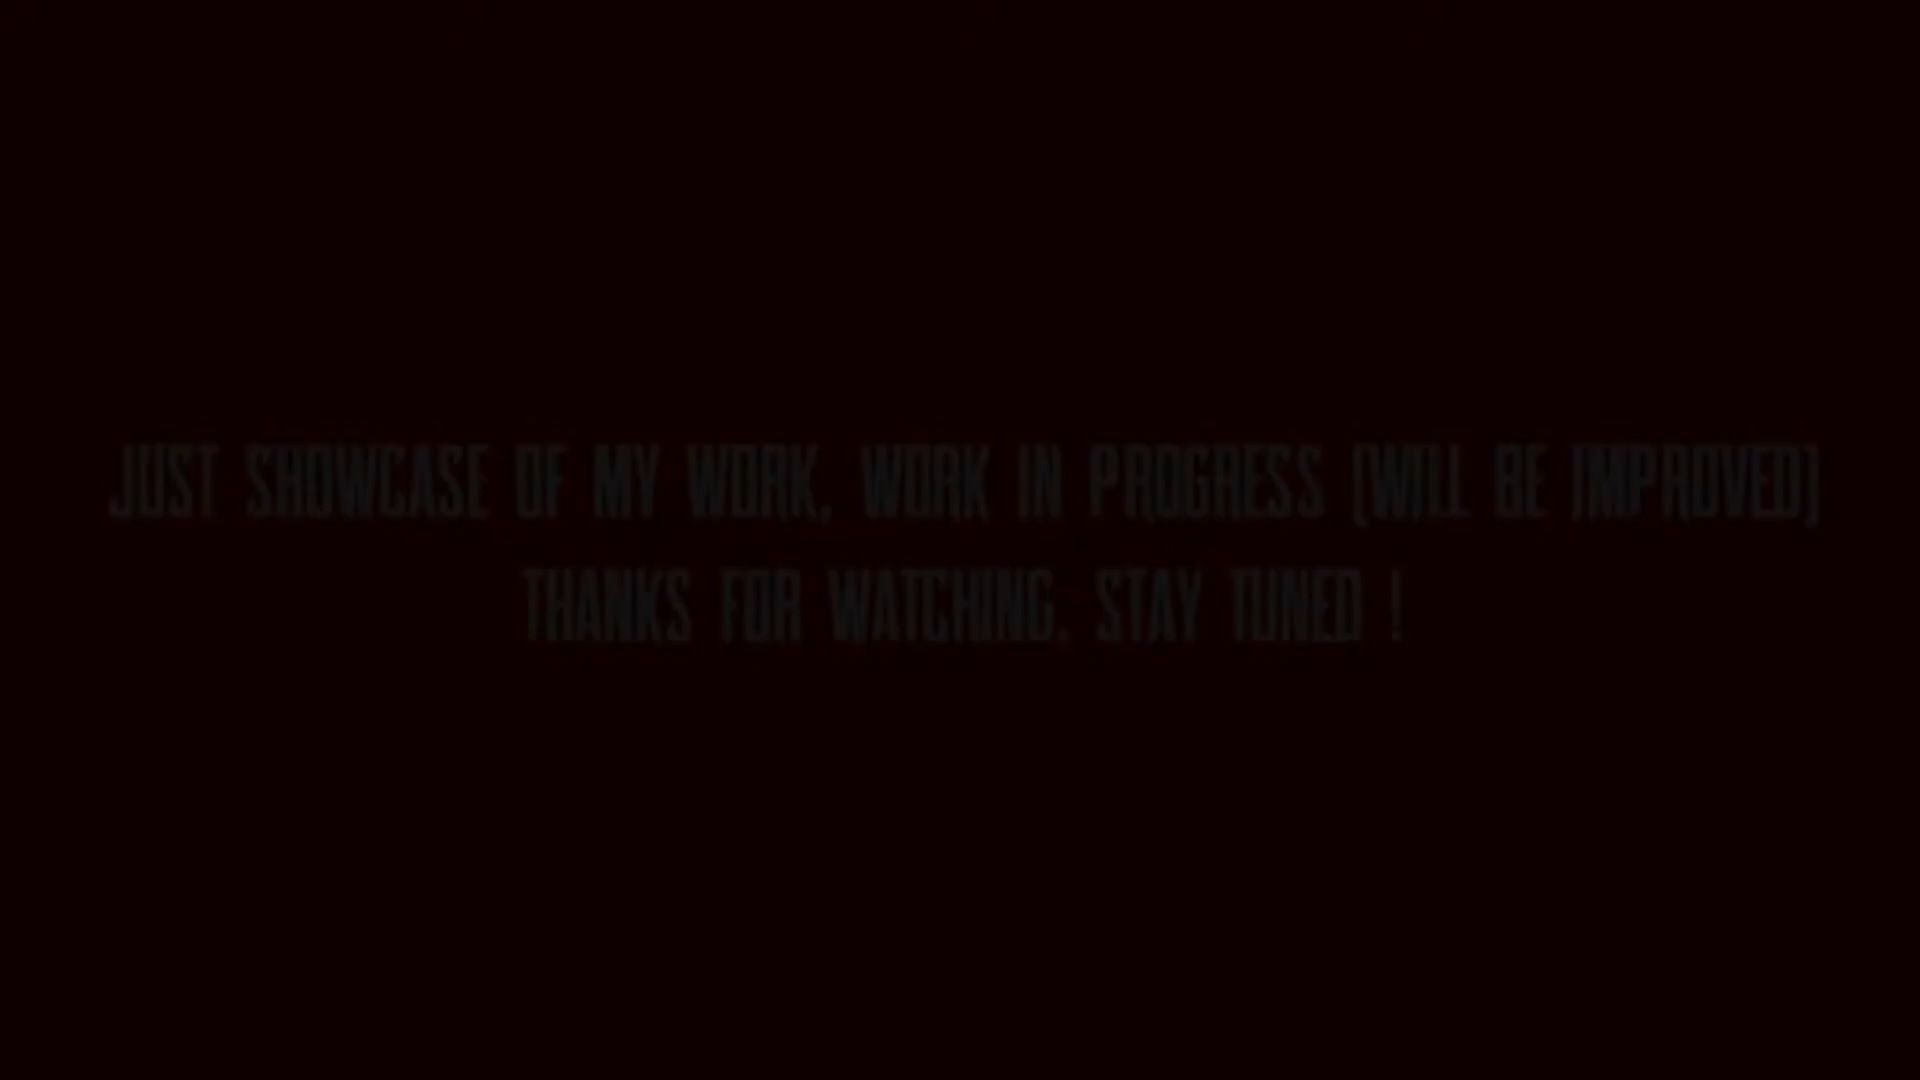 JUST SHOWCASE OF MY WORK, WORK IN PROGRESS (WILL BE IMPROVED)
THANKS FOR WATCHING, STAY TUNED !